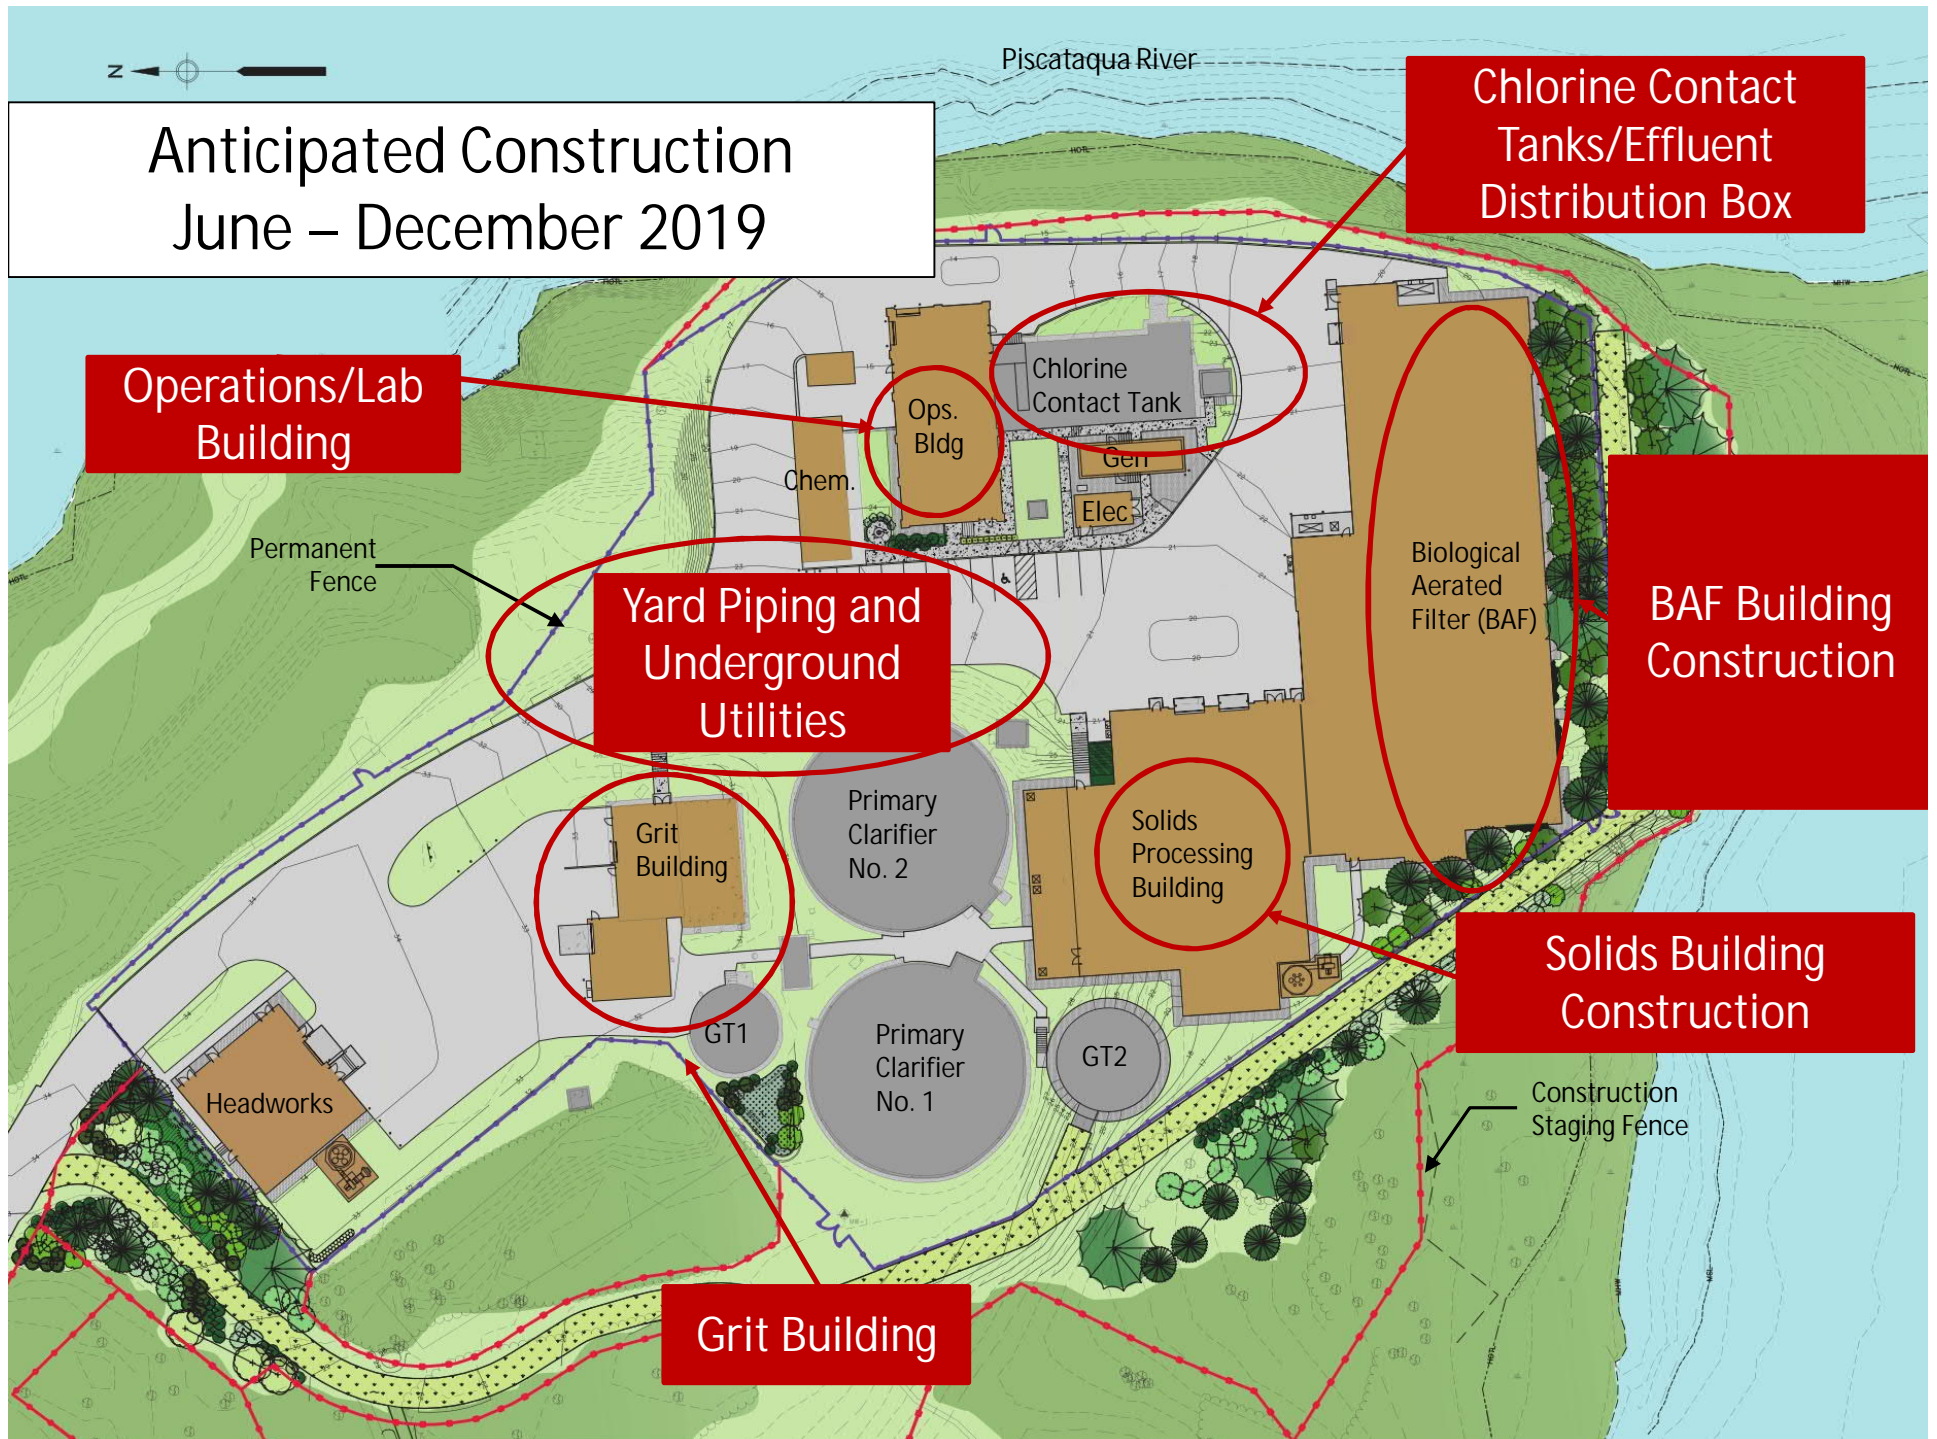 Piscataqua River
N
Anticipated Construction
June – December 2019
Chlorine Contact
Tanks/Effluent
Distribution Box
Operations/Lab
Building
Chlorine
Contact Tank
Ops.
Bldg
Gen
Chem.
Elec
Permanent
Fence
Yard Piping and
Underground
Utilities
Biological
Aerated
Filter (BAF)
BAF Building
Construction
Primary
Clarifier
No. 2
Grit
Building
Solids
Processing
Building
Solids Building
Construction
GT1
Primary
Clarifier
No. 1
GT2
Headworks
Construction
Staging Fence
Grit Building